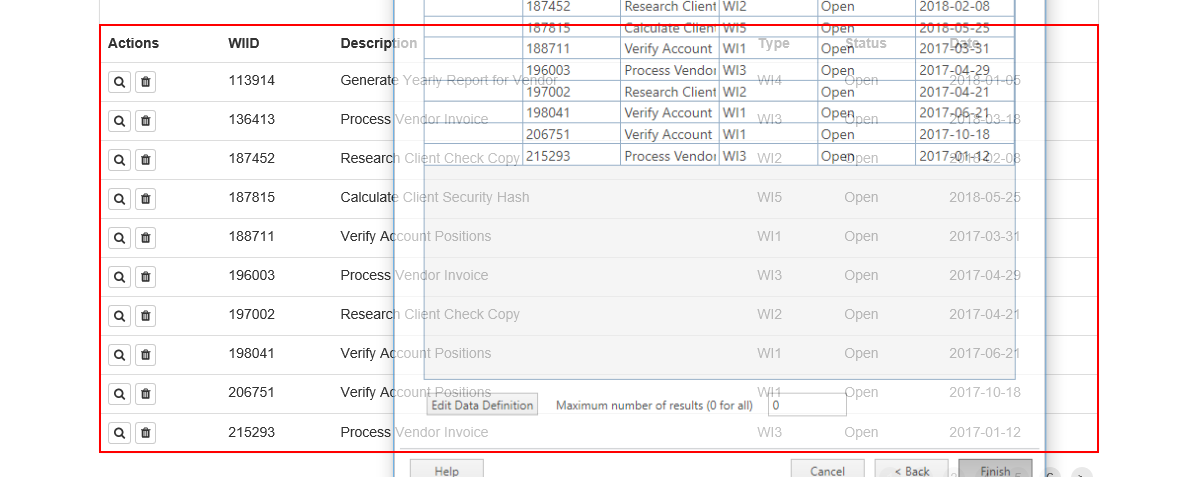 187452 Research Client WI2 Open 2018-02-08
187815 Calculate Clien WI5 Open 2018-05-25
Actions WIID Description Type Status Date
188711 Verify Account WI1 Open 2017-03-31
196003 Process Vendor WI3 Open 2017-04-29
113914 Generate Yearly Report for Vendor WI4 Open 2018-01-05
197002 Research Client WI2 Open 2017-04-21
198041 Verify Account WI1 Open 2017-06-21
136413 Process Vendor Invoice WI3 Open 2018-03-18
206751 Verify Account WI1 Open 2017-10-18
215293 Process Vendor WI3 Open 2017-01-12
187452 Research Client Check Copy WI2 Open 2018-02-08
187815 Calculate Client Security Hash WI5 Open 2018-05-25
188711 Verify Account Positions WI1 Open 2017-03-31
196003 Process Vendor Invoice WI3 Open 2017-04-29
197002 Research Client Check Copy WI2 Open 2017-04-21
198041 Verify Account Positions WI1 Open 2017-06-21
206751 Verify Account Positions WI1 Open 2017-10-18
Edit Data Definition Maximum number of results (0 for all) 0
215293 Process Vendor Invoice WI3 Open 2017-01-12
Help Cancel < Back Finish